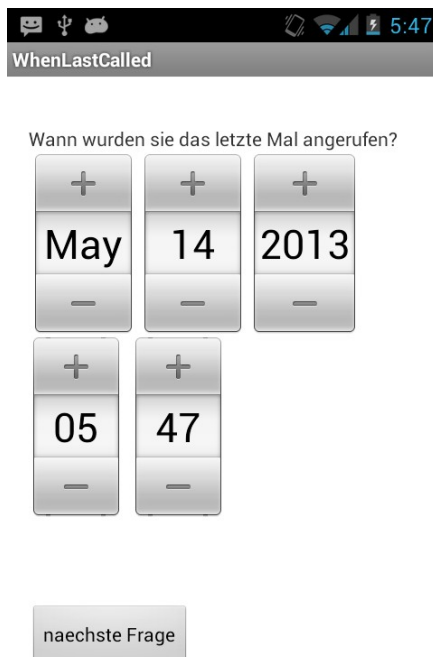 5:47
WhenLastCalled
Wann wurden sie das letzte Mal angerufen?
+ + +
May 14 2013
− − −
+ +
05 47
− −
naechste Frage